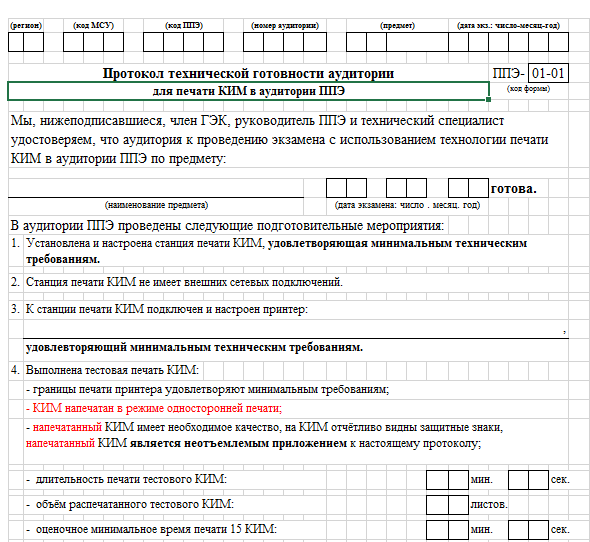 (регион) (код МСУ) (код ППЭ) (номер аудитории) (предмет) (дата экз.: число-месяц-год)
Протокол технической готовности аудитории ППЭ- 01-01
для печати КИМ в аудитории ППЭ (код формы)
Мы, нижеподписавшиеся, член ГЭК, руководитель ППЭ и технический специалист
удостоверяем, что аудитория к проведению экзамена с использованием технологии печати
КИМ в аудитории ППЭ по предмету:
готова.
(наименование предмета) (дата экзамена: число . месяц. год)
В аудитории ППЭ проведены следующие подготовительные мероприятия:
1. Установлена и настроена станция печати КИМ, удовлетворяющая минимальным техническим
требованиям.
2. Станция печати КИМ не имеет внешних сетевых подключений.
3. К станции печати КИМ подключен и настроен принтер:
,
удовлевторяющий минимальным техническим требованиям.
4. Выполнена тестовая печать КИМ:
- границы печати принтера удовлетворяют минимальным требованиям;
- КИМ напечатан в режиме односторонней печати;
- напечатанный КИМ имеет необходимое качество, на КИМ отчётливо видны защитные знаки,
напечатанный КИМ является неотъемлемым приложением к настоящему протоколу;
- длительность печати тестового КИМ: мин. сек.
- объём распечатанного тестового КИМ: листов.
- оценочное минимальное время печати 15 КИМ: мин. сек.